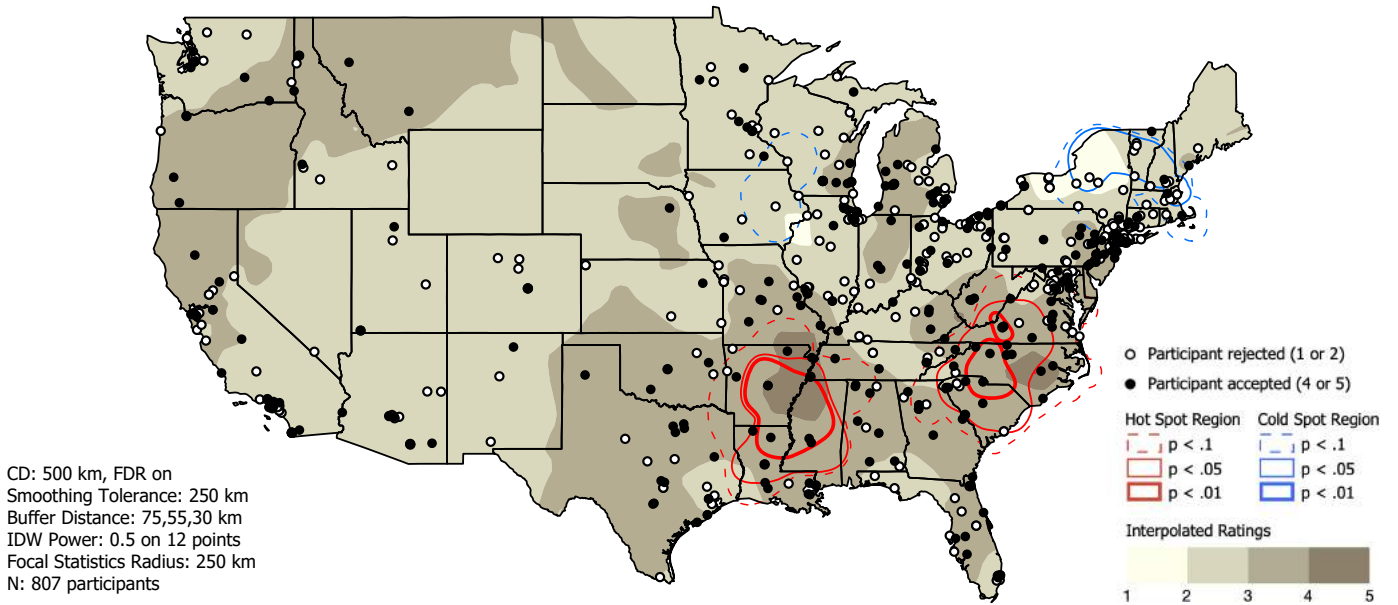 Participant rejected (1 or 2)
Participant accepted (4 or 5)
Hot Spot Region Cold Spot Region
p < .1 p < .1
p < .05 p < .05
p < .01 p < .01
Interpolated Ratings
1 2 3 4 5
CD: 500 km, FDR on
Smoothing Tolerance: 250 km
Buffer Distance: 75,55,30 km
IDW Power: 0.5 on 12 points
Focal Statistics Radius: 250 km
N: 807 participants